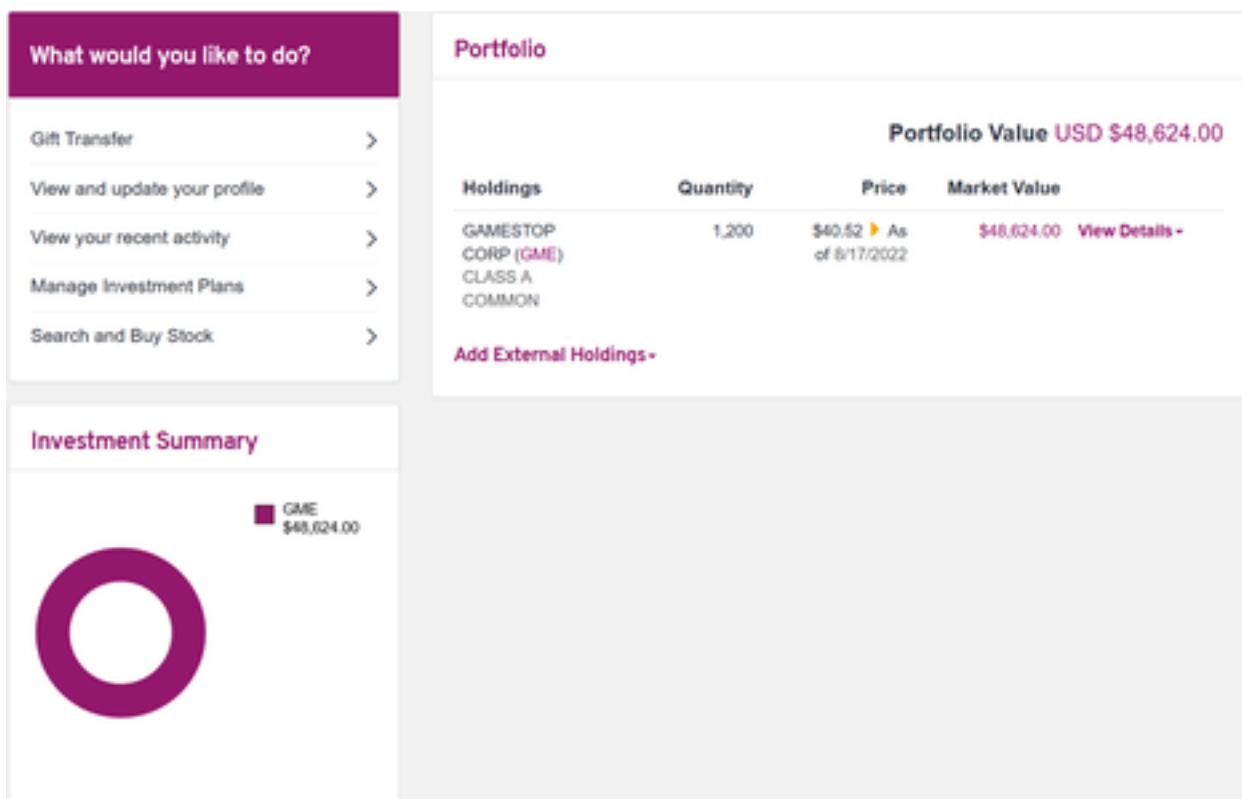 What would you like to do?
Gift Transfer
View and update your profile
View your recent activity
Manage Investment Plans
Search and Buy Stock
Investment Summary
GME
$48,624.00
Portfolio
Portfolio Value USD $48,624.00
Holdings Quantity Price Market Value
GAMESTOP 1,200 $40.52 As $48,624.00 View Details
CORP (GME) of 8/17/2022
CLASS A
COMMON
Add External Holdings